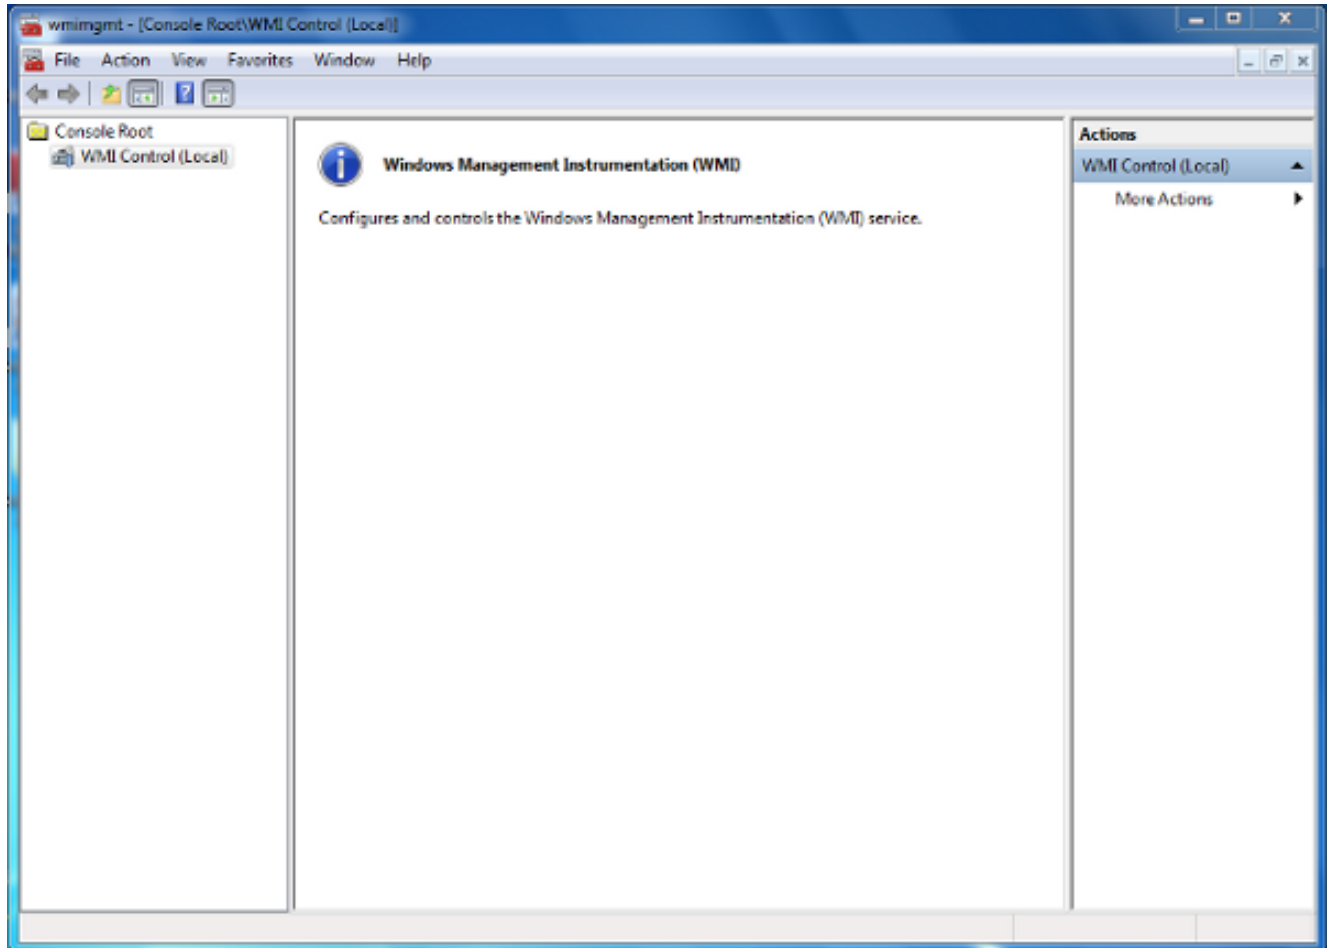 wmimgmt - [Console Root\WMI Control (Local)]
File Action View Favorites Window Help
Console Root
WMI Control (Local)
Windows Management Instrumentation (WMI)
Configures and controls the Windows Management Instrumentation (WMI) service.
Actions
WMI Control (Local)
More Actions